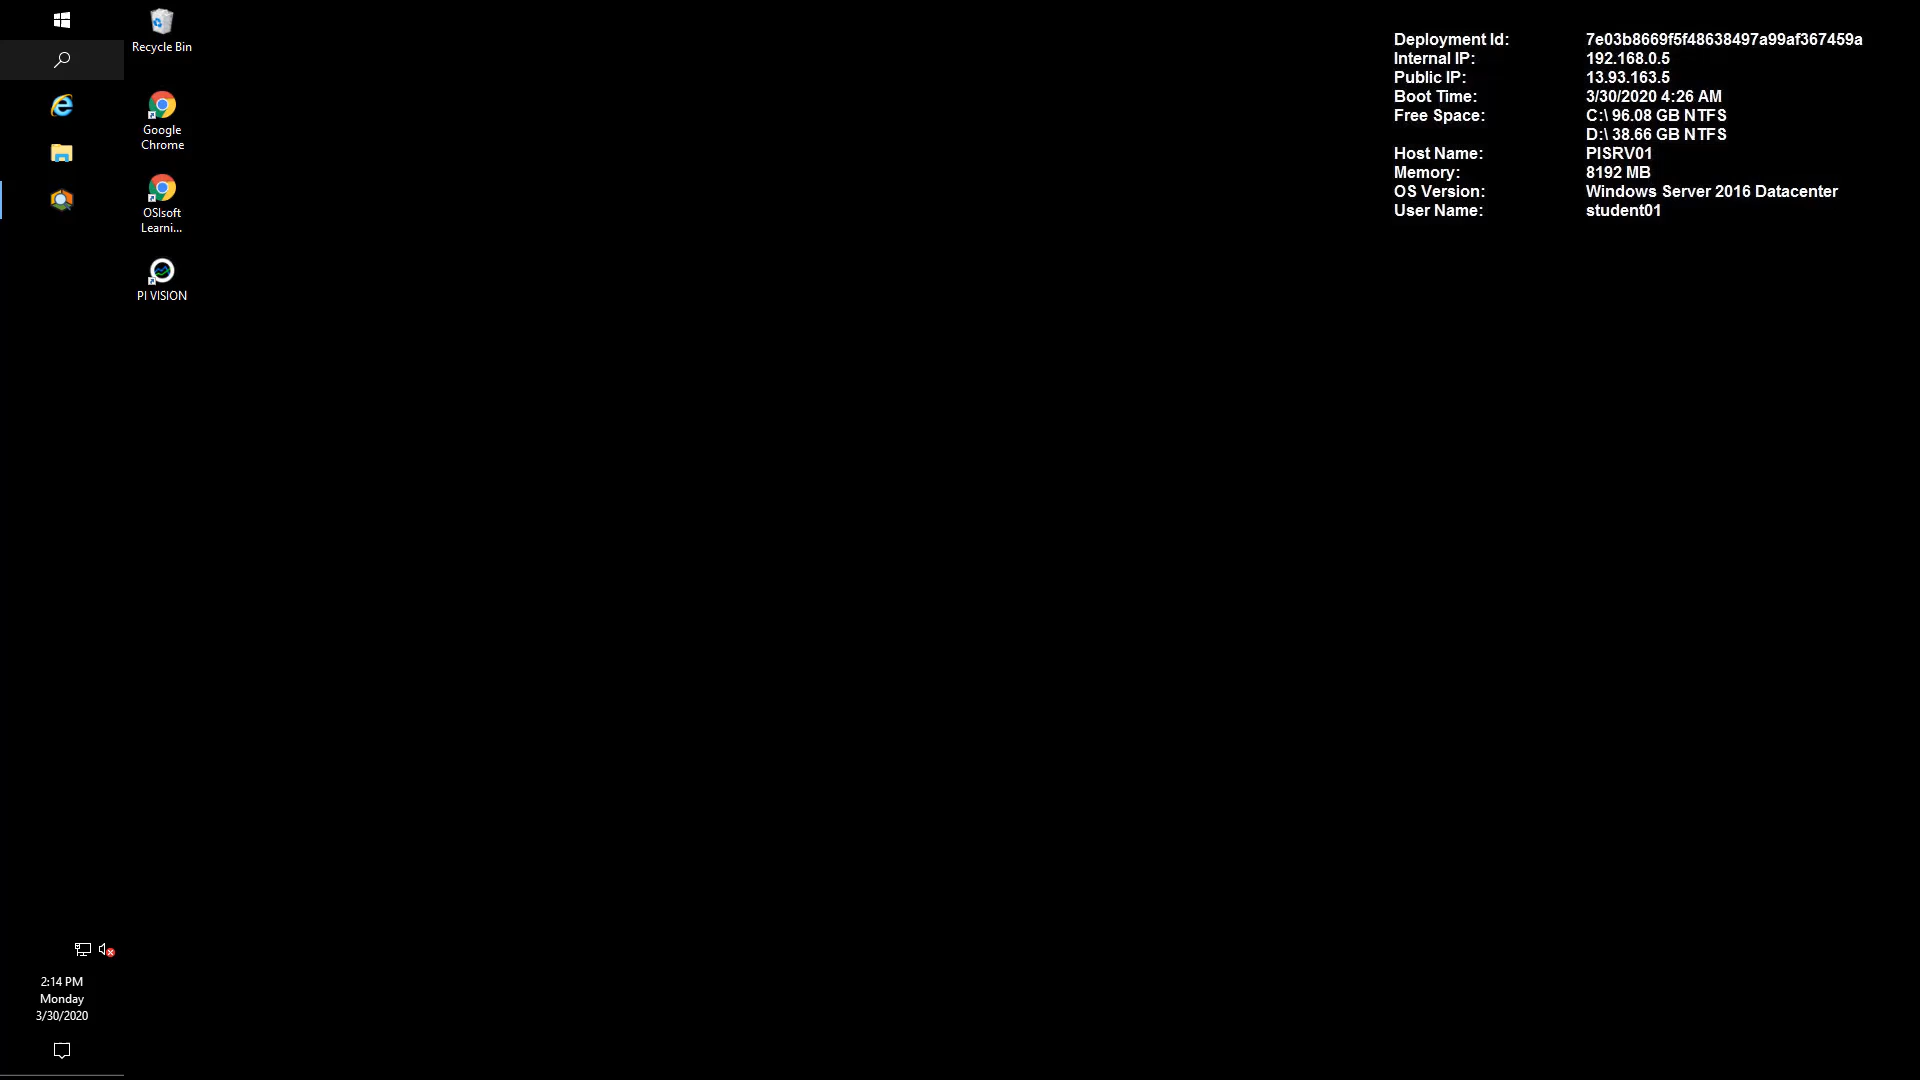 Recycle Bin
Google
Chrome
OSIsoft
Learni...
PI VISION
Deployment Id: 7e03b8669f5f48638497a99af367459a
Internal IP: 192.168.0.5
Public IP: 13.93.163.5
Boot Time: 3/30/2020 4:26 AM
Free Space: C:\ 96.08 GB NTFS
D:\ 38.66 GB NTFS
Host Name: PISRV01
Memory: 8192 MB
OS Version: Windows Server 2016 Datacenter
User Name: student01
2:14 PM
Monday
3/30/2020